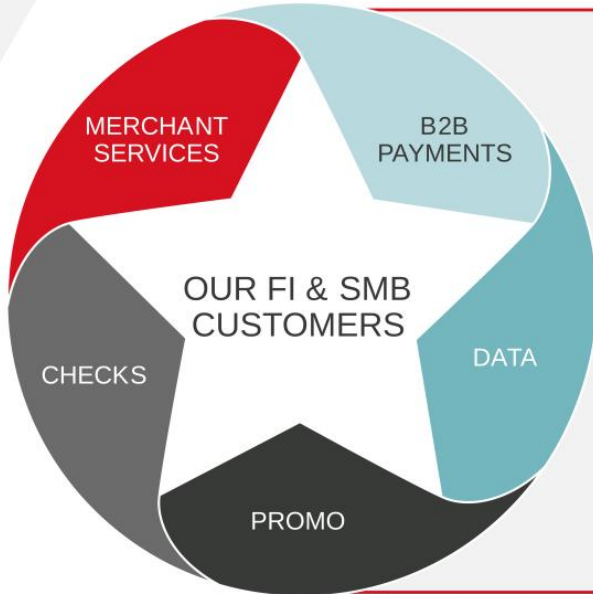 MERCHANT
SERVICES
B2B
PAYMENTS
OUR FI & SMB
CUSTOMERS
CHECKS
DATA
PROMO